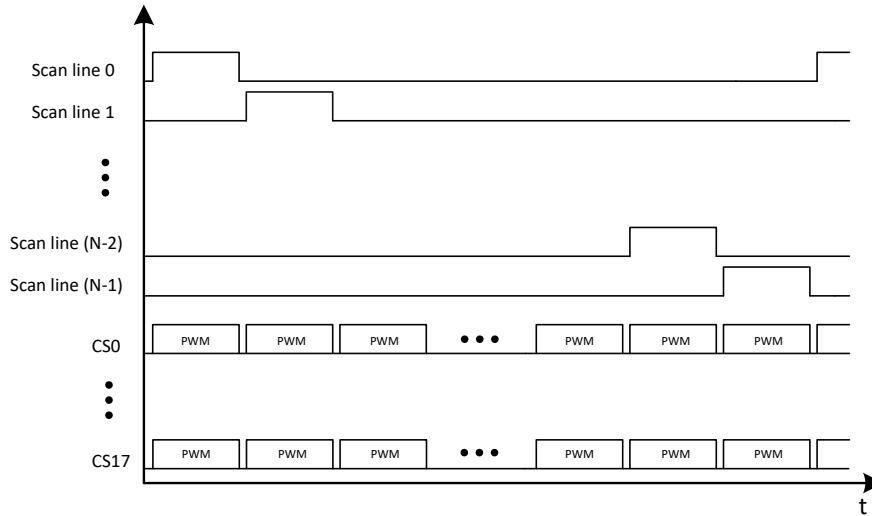 Scan line 0
Scan line 1
Scan line (N-2)
Scan line (N-1)
CS0 PWM PWM PWM PWM PWM PWM
CS17 PWM PWM PWM PWM PWM PWM
t